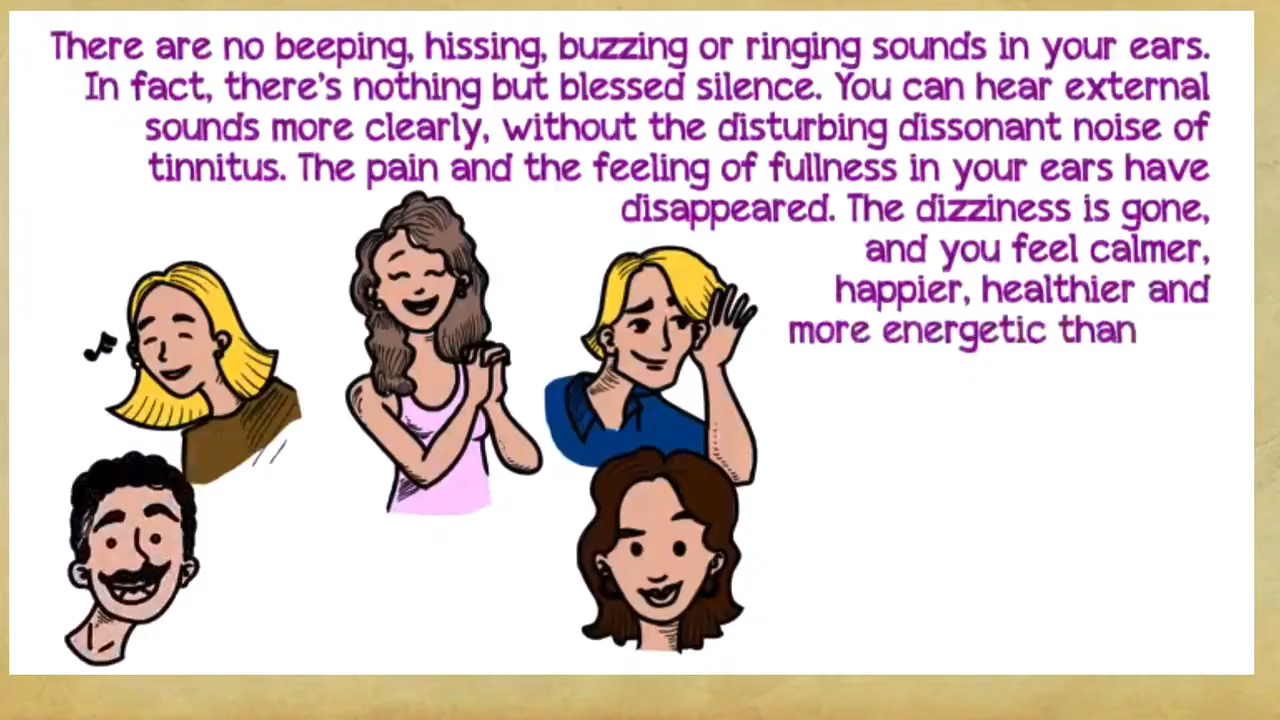 There are no beeping, hissing, buzzing or ringing sounds in your ears.
In fact, there's nothing but blessed silence. You can hear external
sounds more clearly, without the disturbing dissonant noise of
tinnitus. The pain and the feeling of fullness in your ears have
disappeared. The dizziness is gone,
and you feel calmer,
happier, healthier and
more energetic than